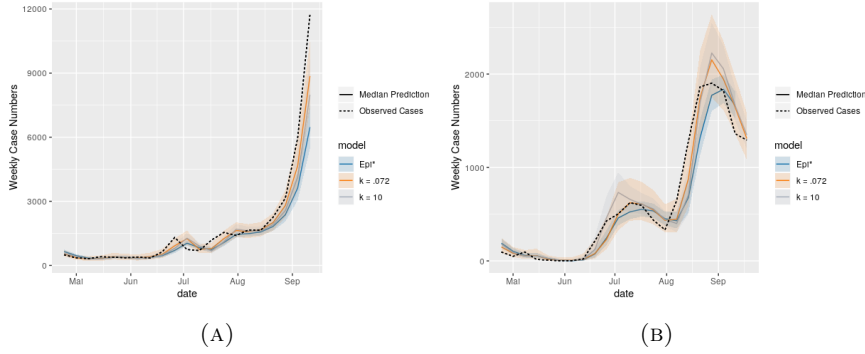 12000
9000
6000
3000
0
Weekly Case Numbers
Mai
Jun
Jul
Aug
Sep
date
Median Prediction
Observed Cases
model
EpI*
k = .072
k = 10
(A)
2000
1000
0
Weekly Case Numbers
Mai
Jun
Jul
Aug
Sep
date
Median Prediction
Observed Cases
model
EpI*
k = .072
k = 10
(B)